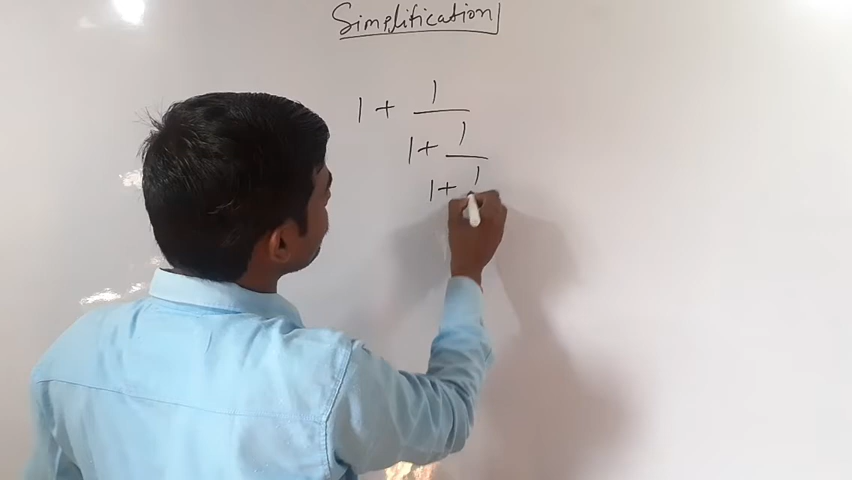 Simplification
1 + 1
1 + 1
1 + 1